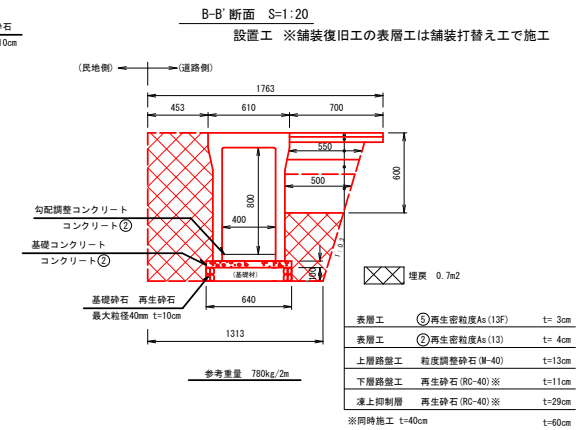 B-B'断面 S=1:20
石
0cm
設置工 ※舗装復旧工の表層工は舗装打替え工で施工
(民地側) (道路側)
1763
453 610 700
550
500
600
800
400
勾配調整コンクリート
コンクリート②
基礎コンクリート
コンクリート②
(基礎材)
基礎砕石 再生砕石
最大粒径40mm t=10cm
640
1313
参考重量 780kg/2m
埋戻 0.7m2
表層工 ⑤再生密粒度As(13F) t= 3cm
表層工 ②再生密粒度As(13) t= 4cm
上層路盤工 粒度調整砕石(M-40) t=13cm
下層路盤工 再生砕石(RC-40)※ t=11cm
凍上抑制層 再生砕石(RC-40)※ t=29cm
※同時施工 t=40cm t=60cm